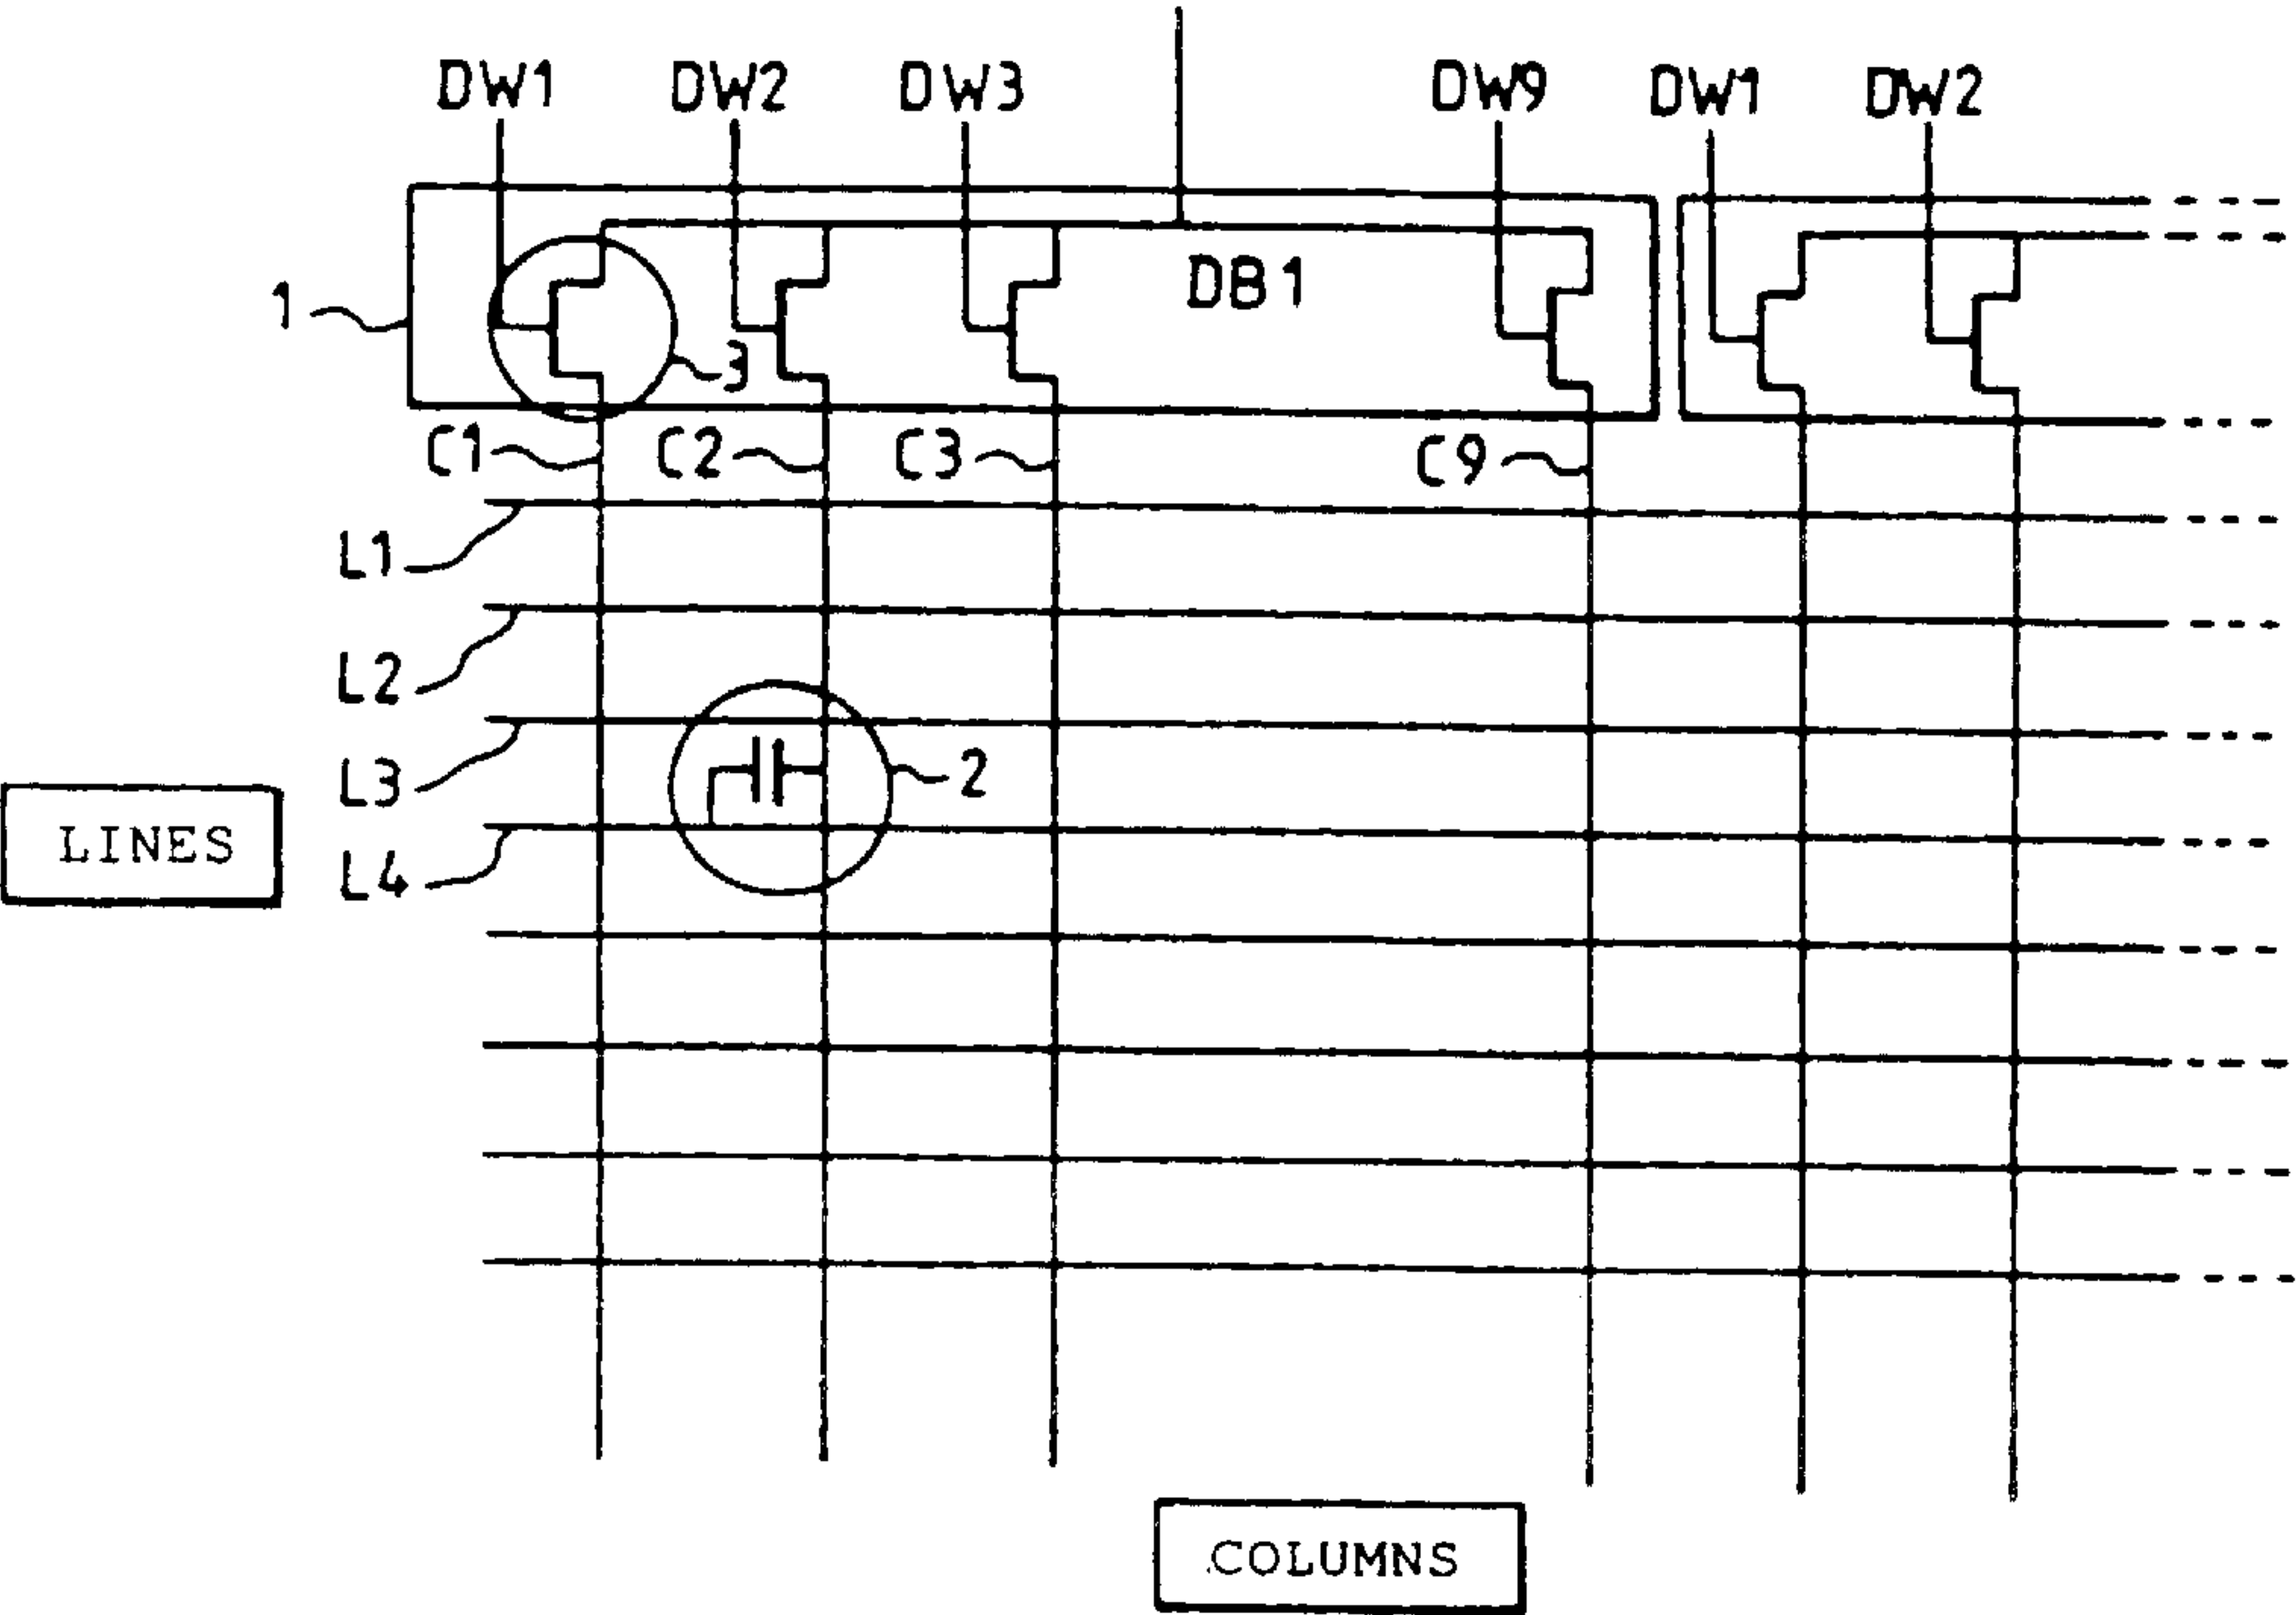 DW1 DW2 DW3 DW9 DW1 DW2
DB1
1
3
C1 C2 C3 C9
L1
L2
L3
2
LINES
L4
COLUMNS